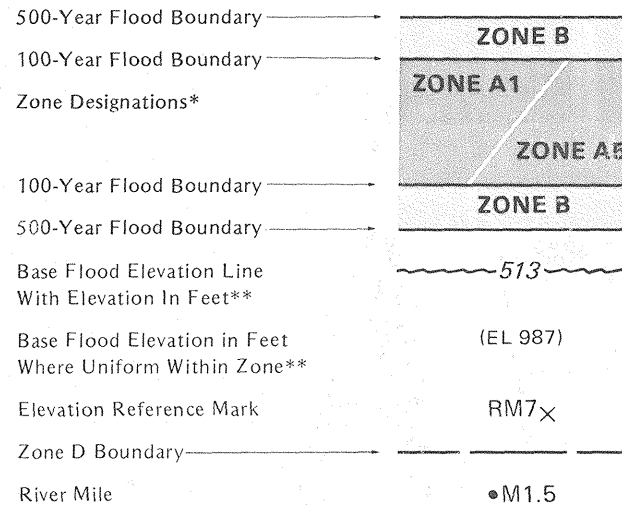 500-Year Flood Boundary
ZONE B
100-Year Flood Boundary
ZONE A1
Zone Designations*
ZONE A5
100-Year Flood Boundary
ZONE B
500-Year Flood Boundary
Base Flood Elevation Line
With Elevation In Feet**
513
Base Flood Elevation in Feet
Where Uniform Within Zone**
(EL 987)
Elevation Reference Mark
RM7×
Zone D Boundary
River Mile
•M1.5